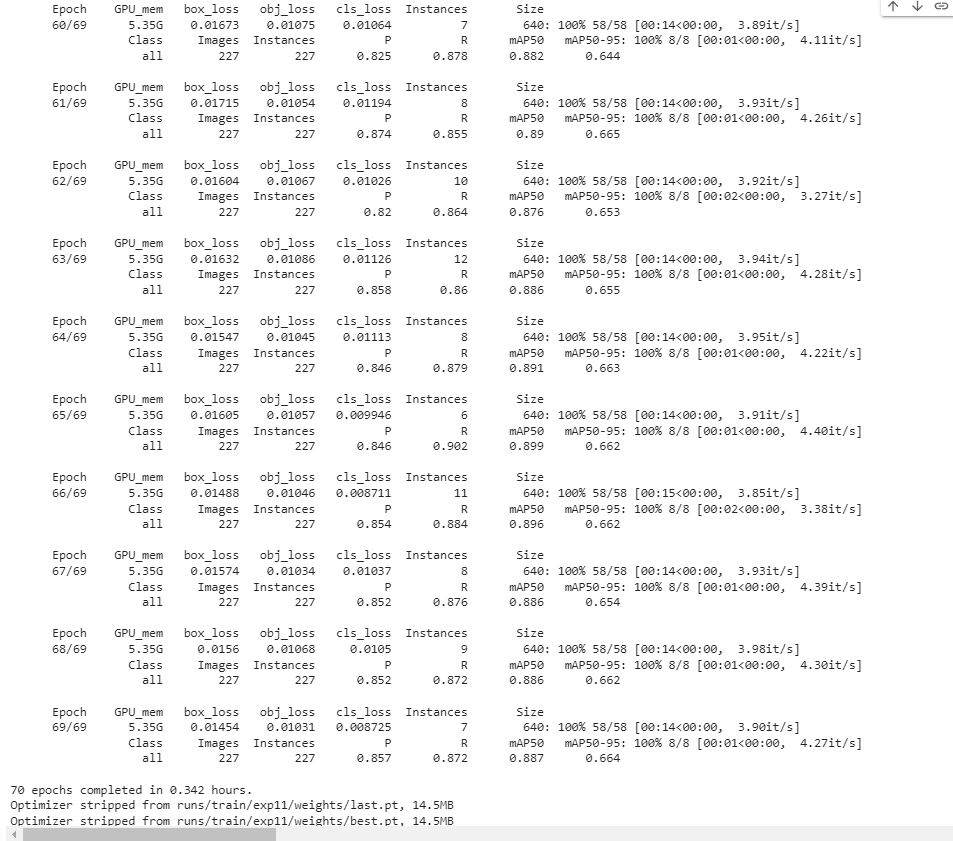 Epoch    GPU_mem   box_loss   obj_loss   cls_loss  Instances       Size
60/69      5.35G    0.01673    0.01075    0.01064          7        640: 100% 58/58 [00:14<00:00,  3.89it/s]
Class     Images  Instances          P          R      mAP50   mAP50-95: 100% 8/8 [00:01<00:00,  4.11it/s]
all        227        227      0.825      0.878      0.882      0.644
Epoch    GPU_mem   box_loss   obj_loss   cls_loss  Instances       Size
61/69      5.35G    0.01715    0.01054    0.01194          8        640: 100% 58/58 [00:14<00:00,  3.93it/s]
Class     Images  Instances          P          R      mAP50   mAP50-95: 100% 8/8 [00:01<00:00,  4.26it/s]
all        227        227      0.874      0.855       0.89      0.665
Epoch    GPU_mem   box_loss   obj_loss   cls_loss  Instances       Size
62/69      5.35G    0.01604    0.01067    0.01026         10        640: 100% 58/58 [00:14<00:00,  3.92it/s]
Class     Images  Instances          P          R      mAP50   mAP50-95: 100% 8/8 [00:02<00:00,  3.27it/s]
all        227        227       0.82      0.864      0.876      0.653
Epoch    GPU_mem   box_loss   obj_loss   cls_loss  Instances       Size
63/69      5.35G    0.01632    0.01086    0.01126         12        640: 100% 58/58 [00:14<00:00,  3.94it/s]
Class     Images  Instances          P          R      mAP50   mAP50-95: 100% 8/8 [00:01<00:00,  4.28it/s]
all        227        227      0.858       0.86      0.886      0.655
Epoch    GPU_mem   box_loss   obj_loss   cls_loss  Instances       Size
64/69      5.35G    0.01547    0.01045    0.01113          8        640: 100% 58/58 [00:14<00:00,  3.95it/s]
Class     Images  Instances          P          R      mAP50   mAP50-95: 100% 8/8 [00:01<00:00,  4.22it/s]
all        227        227      0.846      0.879      0.891      0.663
Epoch    GPU_mem   box_loss   obj_loss   cls_loss  Instances       Size
65/69      5.35G    0.01605    0.01057   0.009946          6        640: 100% 58/58 [00:14<00:00,  3.91it/s]
Class     Images  Instances          P          R      mAP50   mAP50-95: 100% 8/8 [00:01<00:00,  4.40it/s]
all        227        227      0.846      0.902      0.899      0.662
Epoch    GPU_mem   box_loss   obj_loss   cls_loss  Instances       Size
66/69      5.35G    0.01488    0.01046   0.008711         11        640: 100% 58/58 [00:15<00:00,  3.85it/s]
Class     Images  Instances          P          R      mAP50   mAP50-95: 100% 8/8 [00:02<00:00,  3.38it/s]
all        227        227      0.854      0.884      0.896      0.662
Epoch    GPU_mem   box_loss   obj_loss   cls_loss  Instances       Size
67/69      5.35G    0.01574    0.01034    0.01037          8        640: 100% 58/58 [00:14<00:00,  3.93it/s]
Class     Images  Instances          P          R      mAP50   mAP50-95: 100% 8/8 [00:01<00:00,  4.39it/s]
all        227        227      0.852      0.876      0.886      0.654
Epoch    GPU_mem   box_loss   obj_loss   cls_loss  Instances       Size
68/69      5.35G     0.0156    0.01068     0.0105          9        640: 100% 58/58 [00:14<00:00,  3.98it/s]
Class     Images  Instances          P          R      mAP50   mAP50-95: 100% 8/8 [00:01<00:00,  4.30it/s]
all        227        227      0.852      0.872      0.886      0.662
Epoch    GPU_mem   box_loss   obj_loss   cls_loss  Instances       Size
69/69      5.35G    0.01454    0.01031   0.008725          7        640: 100% 58/58 [00:14<00:00,  3.90it/s]
Class     Images  Instances          P          R      mAP50   mAP50-95: 100% 8/8 [00:01<00:00,  4.27it/s]
all        227        227      0.857      0.872      0.887      0.664
70 epochs completed in 0.342 hours.
Optimizer stripped from runs/train/exp11/weights/last.pt, 14.5MB
Optimizer stripped from runs/train/exp11/weights/best.pt, 14.5MB